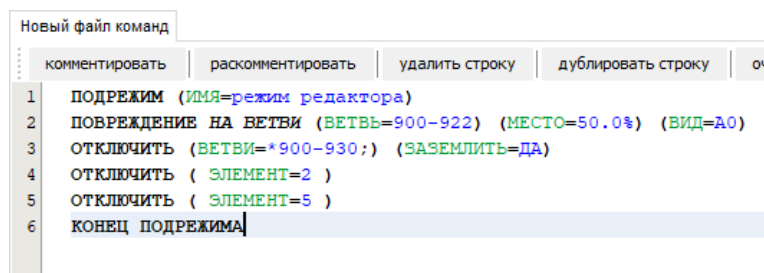 Новый файл команд
комментировать раскомментировать удалить строку дублировать строку
1 ПОДРЕЖИМ (ИМЯ=режим редактора)
2 ПОВРЕЖДЕНИЕ НА ВЕТВИ (ВЕТВЬ=900-922) (МЕСТО=50.0%) (ВИД=А0)
3 ОТКЛЮЧИТЬ (ВЕТВИ=*900-930;) (ЗАЗЕМЛИТЬ=ДА)
4 ОТКЛЮЧИТЬ ( ЭЛЕМЕНТ=2 )
5 ОТКЛЮЧИТЬ ( ЭЛЕМЕНТ=5 )
6 КОНЕЦ ПОДРЕЖИМА